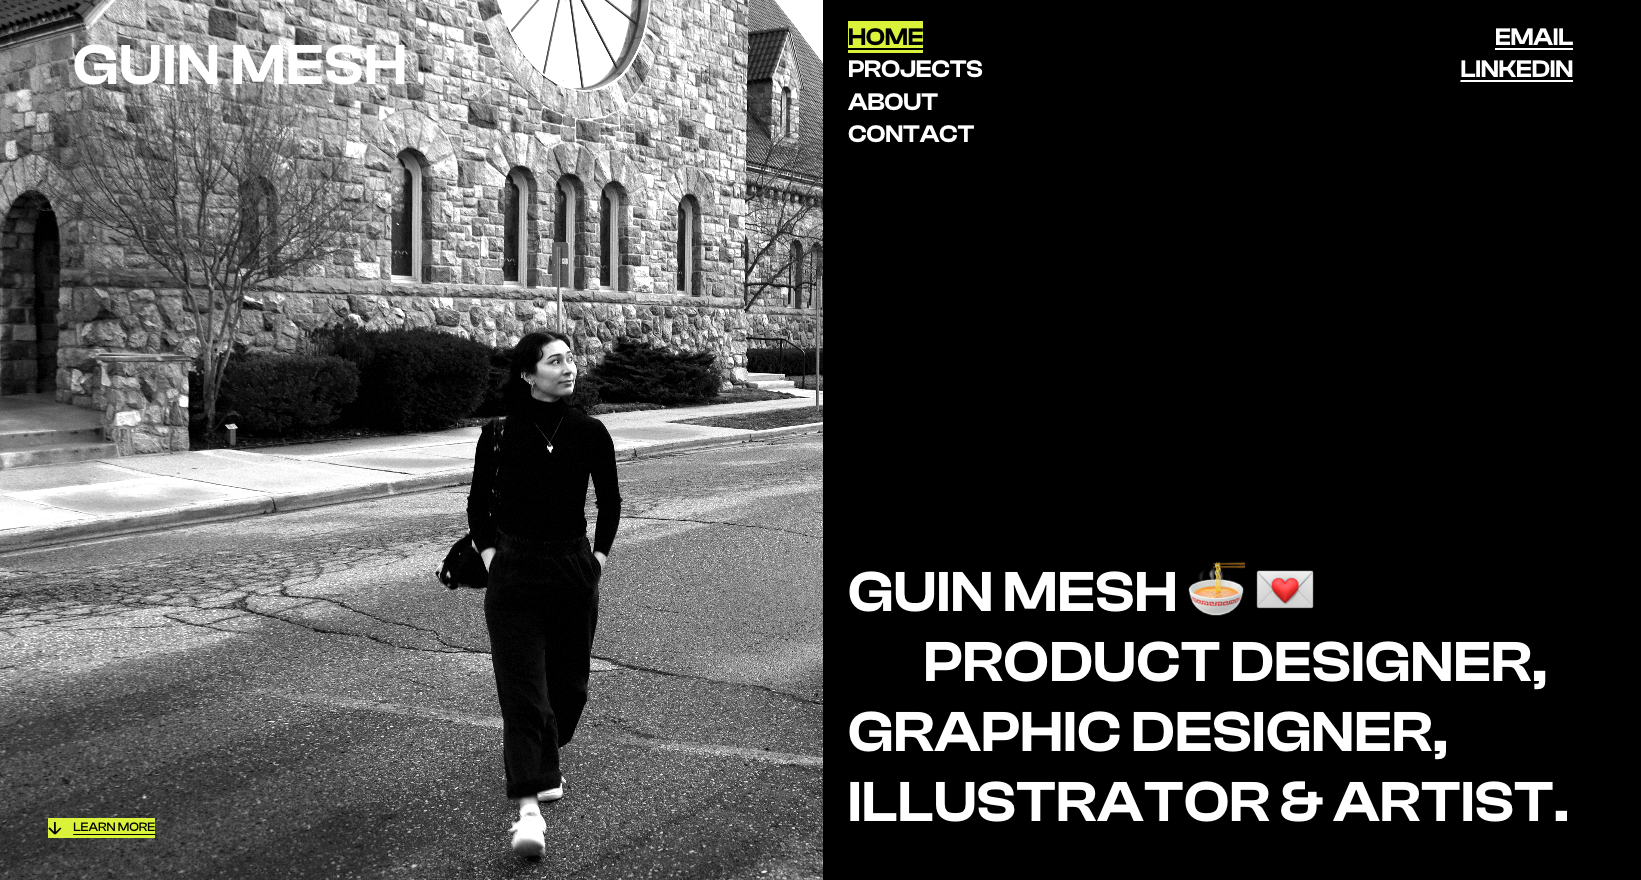 GUIN MESH
HOME
PROJECTS
ABOUT
CONTACT
EMAIL
LINKEDIN
GUIN MESH 🍜 💌
PRODUCT DESIGNER,
GRAPHIC DESIGNER,
ILLUSTRATOR & ARTIST.
↓ LEARN MORE